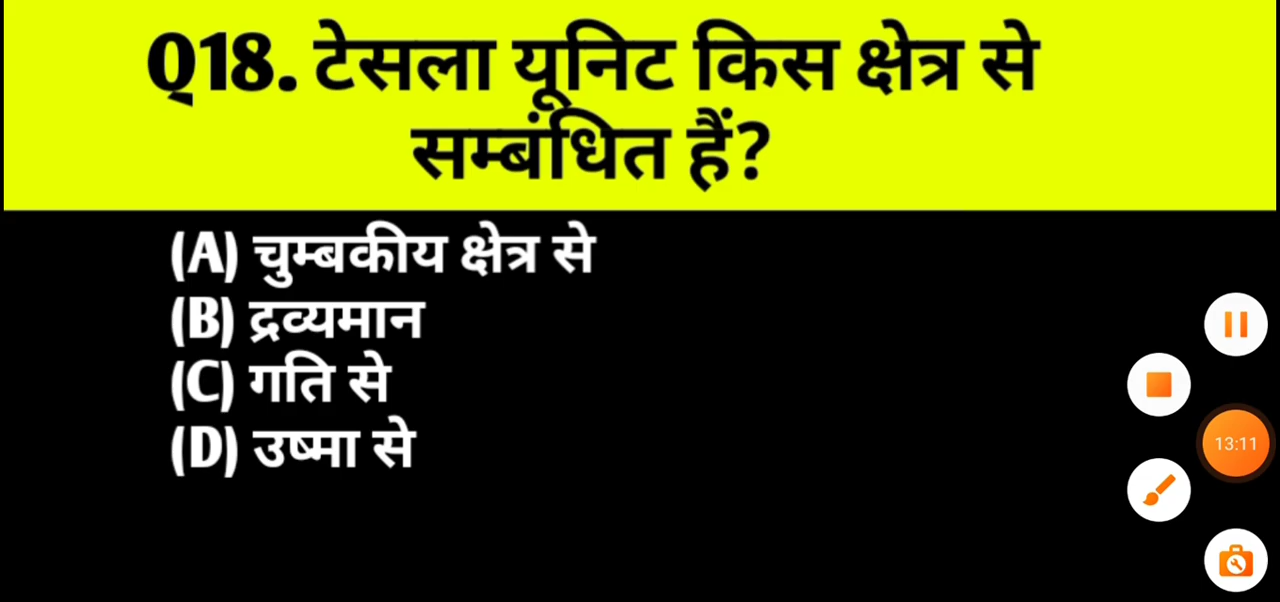 Q18. टेसला यूनिट किस क्षेत्र से
सम्बंधित हैं?
(A) चुम्बकीय क्षेत्र से
(B) द्रव्यमान
(C) गति से
(D) उष्मा से
13:11